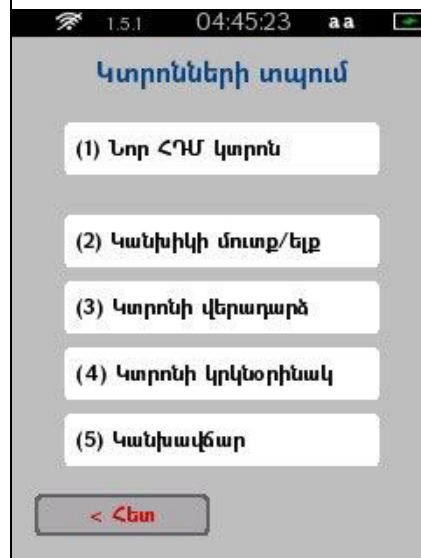 1.5.1 04:45:23 aa
Կտրոնների տպում
(1) Նոր ՀԴՄ կտրոն
(2) Կանխիկի մուտք/ելք
(3) Կտրոնի վերադարձ
(4) Կտրոնի կրկնօրինակ
(5) Կանխավճար
< Հետ